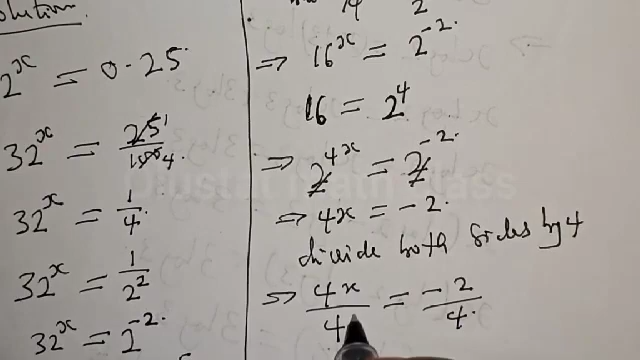 Solution
2^x = 0.25
32^x = 25 1/100 4
32^x = 1/4
32^x = 1/2^2
32^x = 2^-2
⇒ 16^x = 2^-2
16 = 2^4
⇒ 2^4x = 2^-2
⇒ 4x = -2
divide both sides by 4
⇒ 4x/4 = -2/4